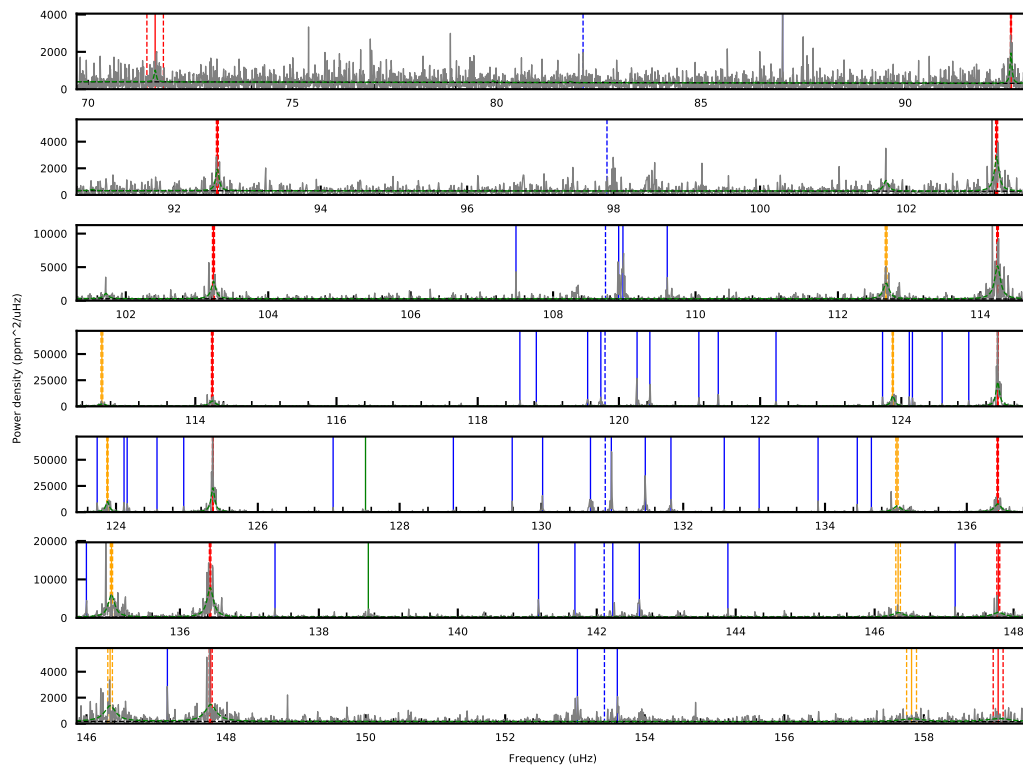 4000
2000
0
70 75 80 85 90
4000
2000
0
92 94 96 98 100 102
10000
5000
0
102 104 106 108 110 112 114
50000
25000
0
114 116 118 120 122 124
50000
25000
0
124 126 128 130 132 134 136
20000
10000
0
136 138 140 142 144 146 148
4000
2000
0
146 148 150 152 154 156 158
Power density (ppm^2/uHz)
Frequency (uHz)